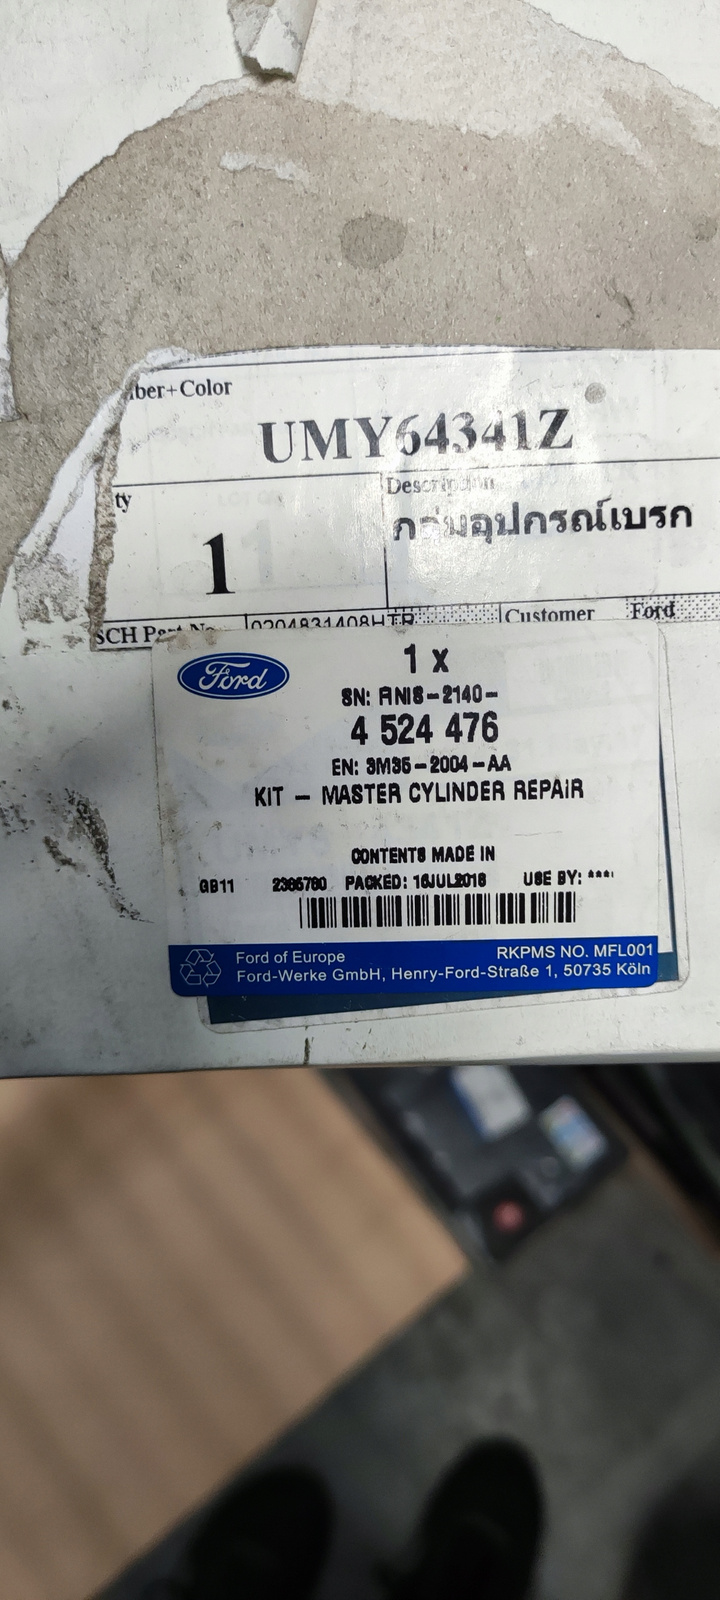 ber+Color
UMY64341Z
ty
Description
1
กลุ่มอุปกรณ์เบรก
SCH Part No
0204831408HTR
Customer
Ford
Ford
1 x
SN: FINIS-2140-
4 524 476
EN: 3M35-2004-AA
KIT - MASTER CYLINDER REPAIR
CONTENTS MADE IN
GB11 2385780 PACKED: 16JUL2018 USE BY: ***
Ford of Europe RKPMS NO. MFL001
Ford-Werke GmbH, Henry-Ford-Straße 1, 50735 Köln